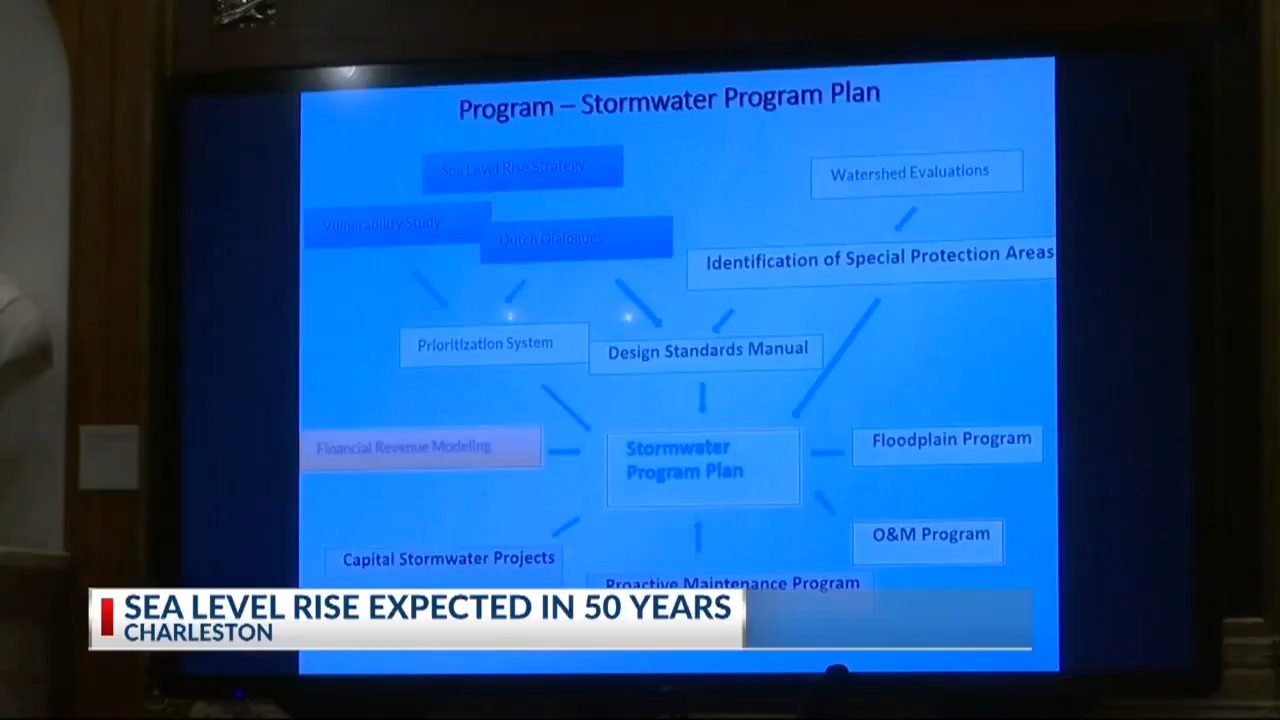 Program – Stormwater Program Plan
Sea Level Rise Strategy
Watershed Evaluations
Vulnerability Study
Dutch Dialogues
Identification of Special Protection Areas
Prioritization System
Design Standards Manual
Financial Revenue Modeling
Stormwater
Program Plan
Floodplain Program
O&M Program
Capital Stormwater Projects
Proactive Maintenance Program
SEA LEVEL RISE EXPECTED IN 50 YEARS
CHARLESTON